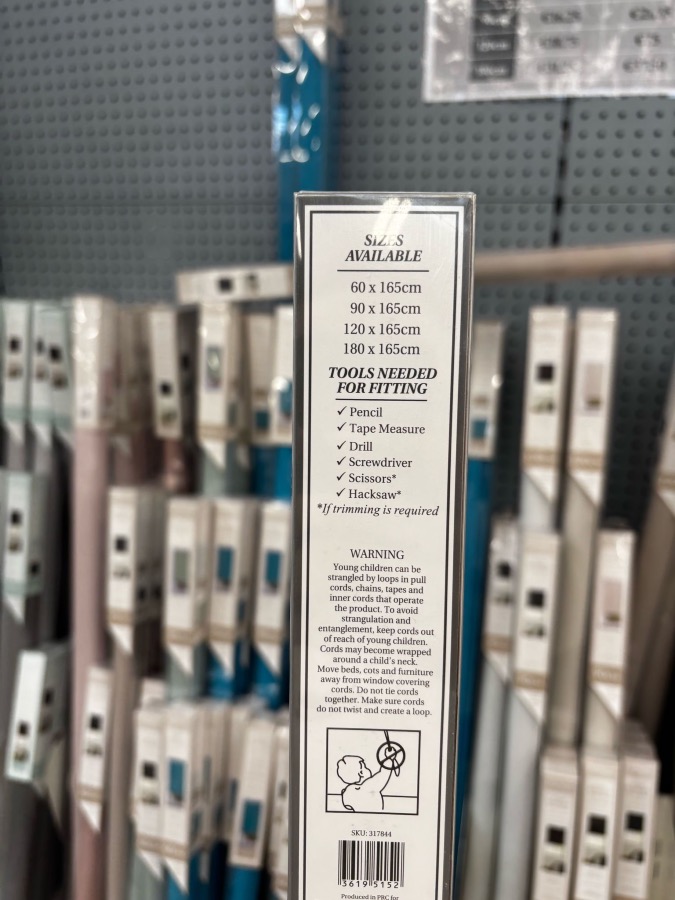 SIZES
AVAILABLE
60 x 165cm
90 x 165cm
120 x 165cm
180 x 165cm
TOOLS NEEDED
FOR FITTING
✓ Pencil
✓ Tape Measure
✓ Drill
✓ Screwdriver
✓ Scissors*
✓ Hacksaw*
*If trimming is required
WARNING
Young children can be
strangled by loops in pull
cords, chains, tapes and
inner cords that operate
the product. To avoid
strangulation and
entanglement, keep cords out
of reach of young children.
Cords may become wrapped
around a child's neck.
Move beds, cots and furniture
away from window covering
cords. Do not tie cords
together. Make sure cords
do not twist and create a loop.
SKU: 317844
3619 5152
Produced in PRC for